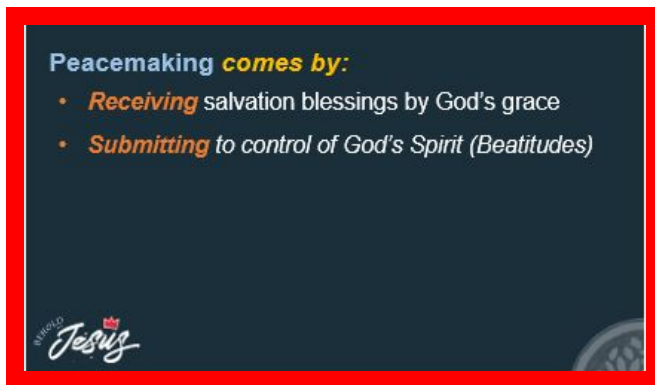 Peacemaking comes by:
• Receiving salvation blessings by God's grace
• Submitting to control of God's Spirit (Beatitudes)
BEHOLD
Jesus